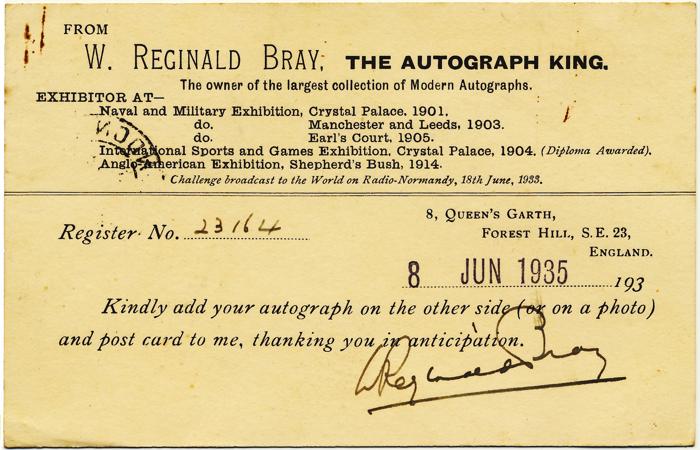 FROM
W. REGINALD BRAY, THE AUTOGRAPH KING.
The owner of the largest collection of Modern Autographs.
EXHIBITOR AT—
Naval and Military Exhibition, Crystal Palace. 1901.
do. Manchester and Leeds, 1903.
do. Earl's Court, 1905.
International Sports and Games Exhibition, Crystal Palace, 1904. (Diploma Awarded).
Anglo-American Exhibition, Shepherd's Bush, 1914.
Challenge broadcast to the World on Radio-Normandy, 18th June, 1933.
8, QUEEN'S GARTH,
Register No. 23164
FOREST HILL, S.E. 23,
ENGLAND.
8 JUN 1935 193
Kindly add your autograph on the other side (or on a photo)
and post card to me, thanking you in anticipation.
W Reginald Bray